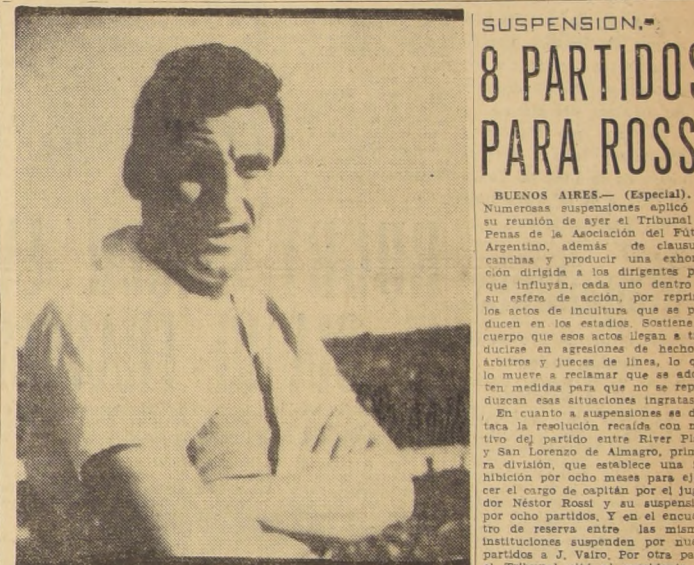 SUSPENSION.-
8 PARTIDOS
PARA ROSS
BUENOS AIRES.— (Especial).
Numerosas suspensiones aplicó
su reunión de ayer el Tribunal
Penas de la Asociación del Fút
Argentino, además de clausu
canchas y producir una exhor
ción dirigida a los dirigentes p
que influyan, cada uno dentro
su esfera de acción, por repri
los actos de incultura que se p
ducen en los estadios. Sostiene
cuerpo que esos actos llegan a t
ducirse en agresiones de hecho
árbitros y jueces de línea, lo q
lo mueve a reclamar que se ado
ten medidas para que no se rep
duzcan esas situaciones ingratas
En cuanto a suspensiones se d
taca la resolución recaída con m
tivo del partido entre River Pl
y San Lorenzo de Almagro, prim
ra división, que establece una
hibición por ocho meses para ej
cer el cargo de capitán por el jug
dor Néstor Rossi y su suspensi
por ocho partidos. Y en el encue
tro de reserva entre las mism
instituciones suspenden por nue
partidos a J. Vairo. Por otra pa